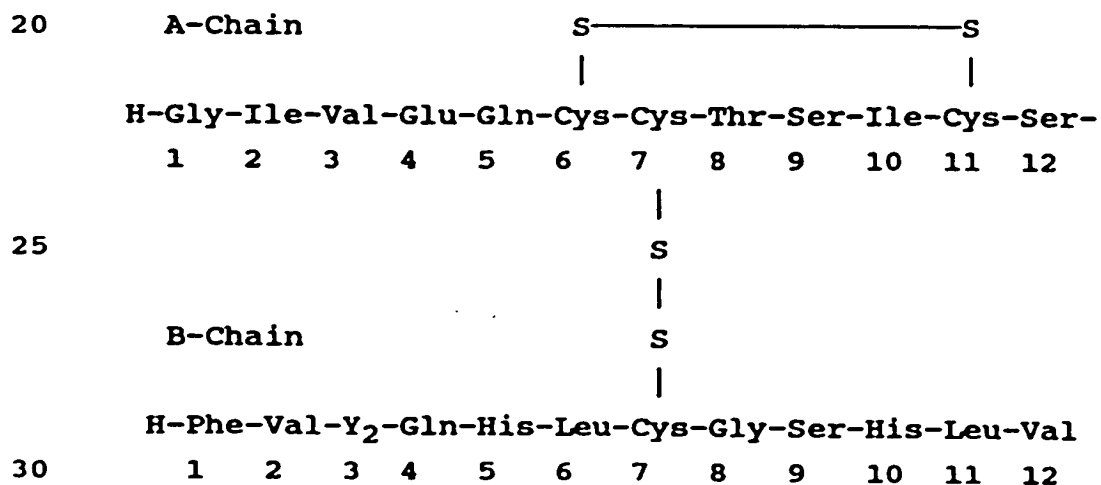 20 A-Chain S S
H-Gly-Ile-Val-Glu-Gln-Cys-Cys-Thr-Ser-Ile-Cys-Ser-
1 2 3 4 5 6 7 8 9 10 11 12
25 S
B-Chain S
H-Phe-Val-Y2-Gln-His-Leu-Cys-Gly-Ser-His-Leu-Val
30 1 2 3 4 5 6 7 8 9 10 11 12